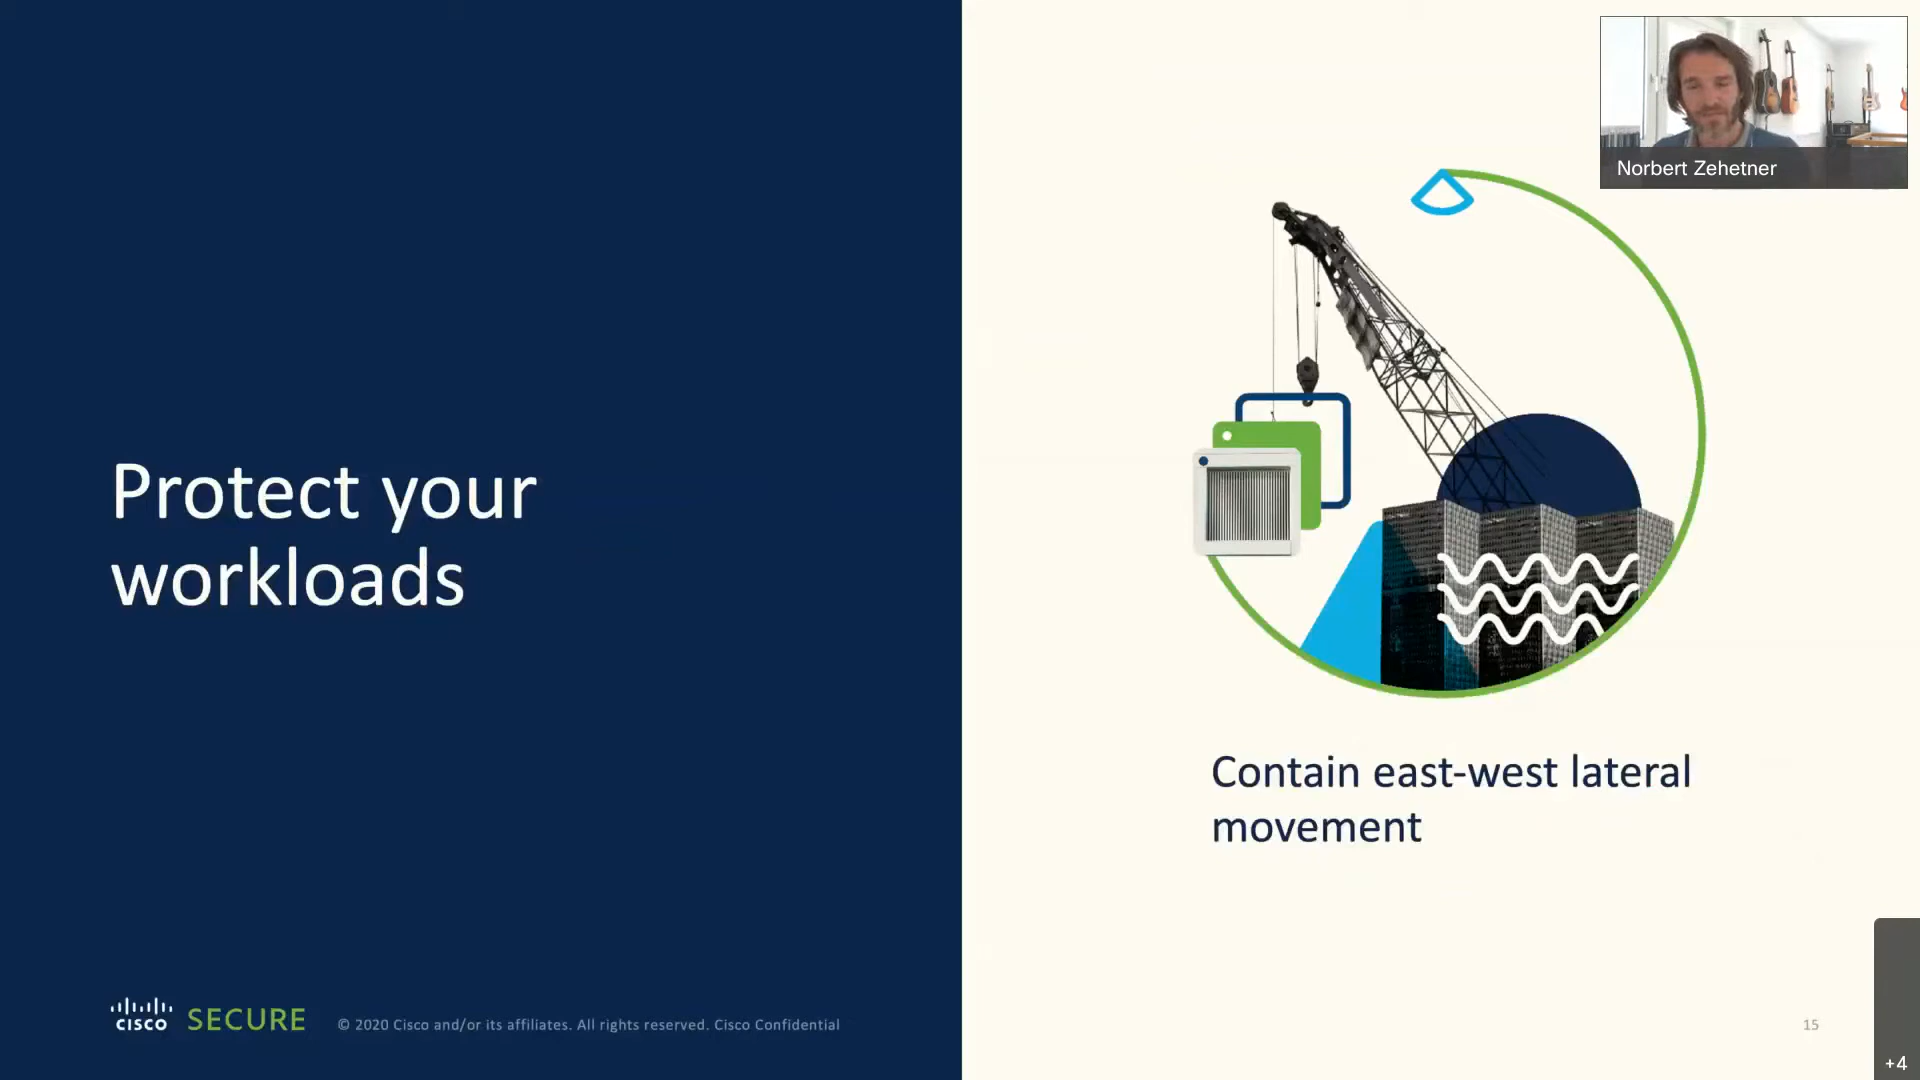 Norbert Zehetner
Protect your
workloads
Contain east-west lateral
movement
CISCO SECURE © 2020 Cisco and/or its affiliates. All rights reserved. Cisco Confidential
15
+4